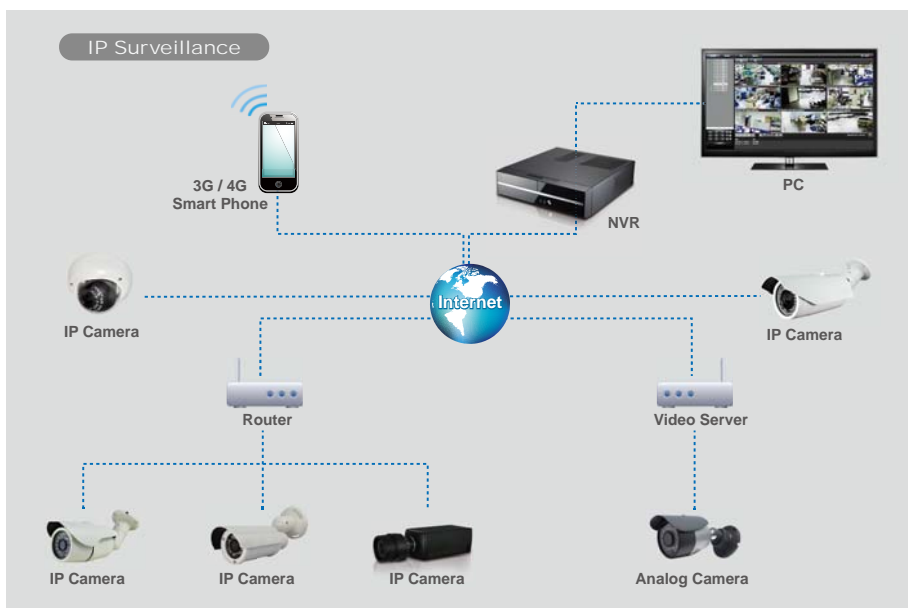 IP Surveillance
3G / 4G
Smart Phone
NVR
PC
IP Camera
Internet
IP Camera
Router
Video Server
IP Camera
IP Camera
IP Camera
Analog Camera